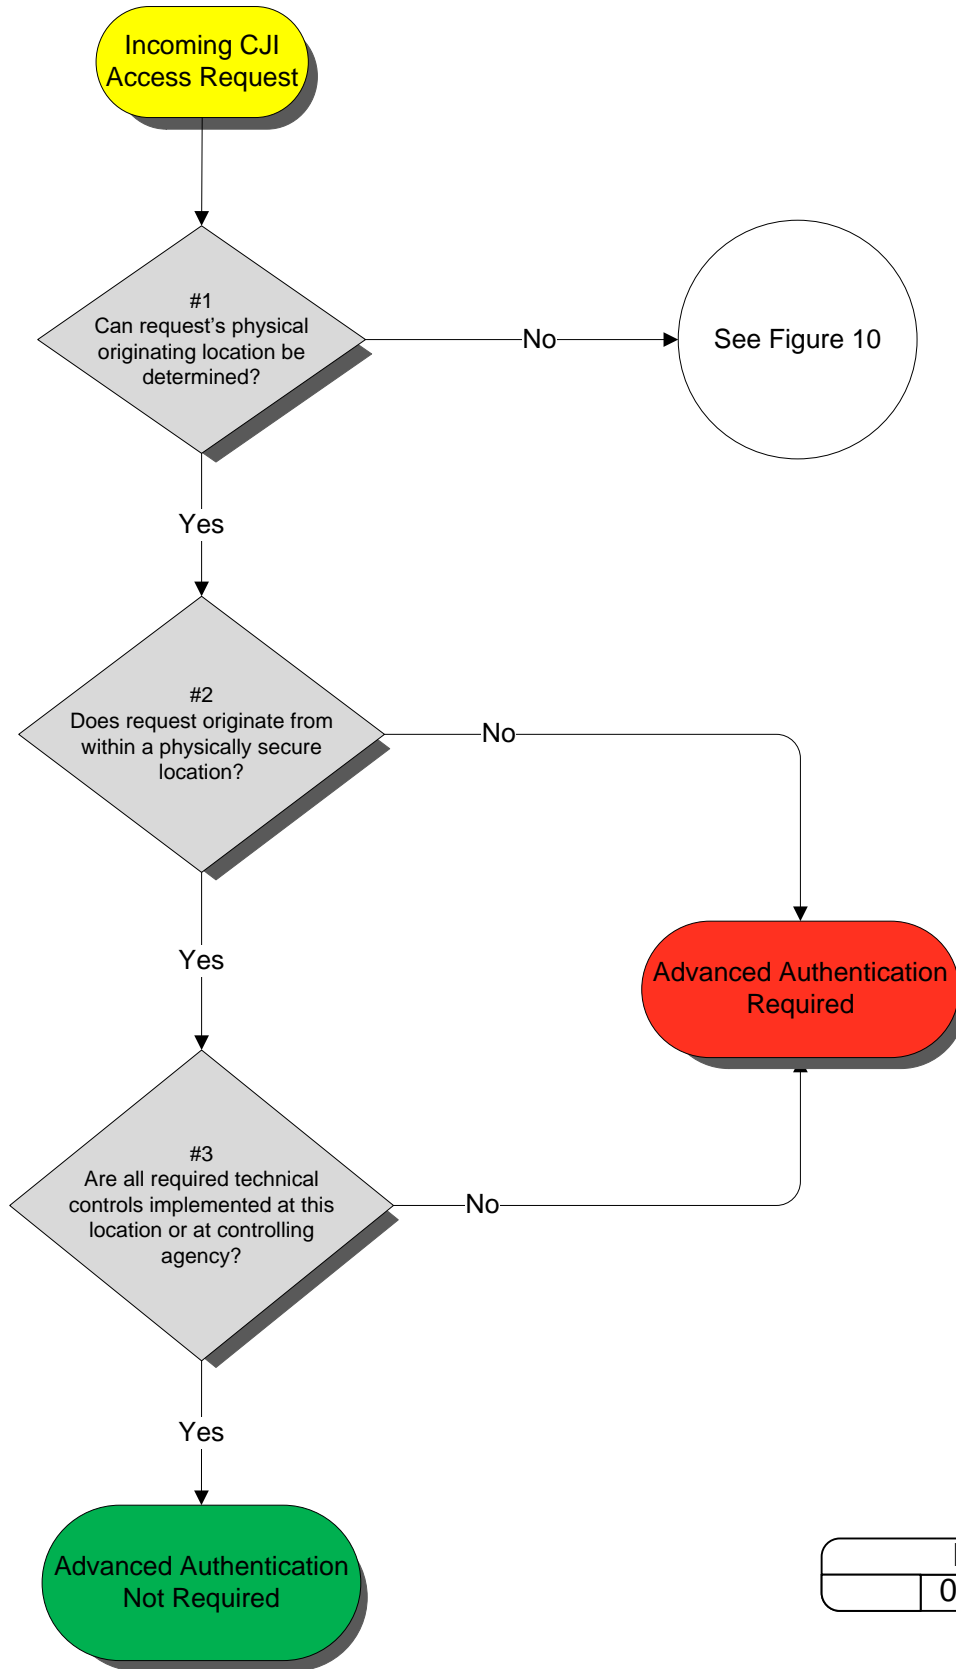 Incoming CJI
Access Request
#1
Can request’s physical
originating location be
determined?
No
See Figure 10
Yes
#2
Does request originate from
within a physically secure
location?
No
Yes
Advanced Authentication
Required
#3
Are all required technical
controls implemented at this
location or at controlling
agency?
No
Yes
Advanced Authentication
Not Required
0